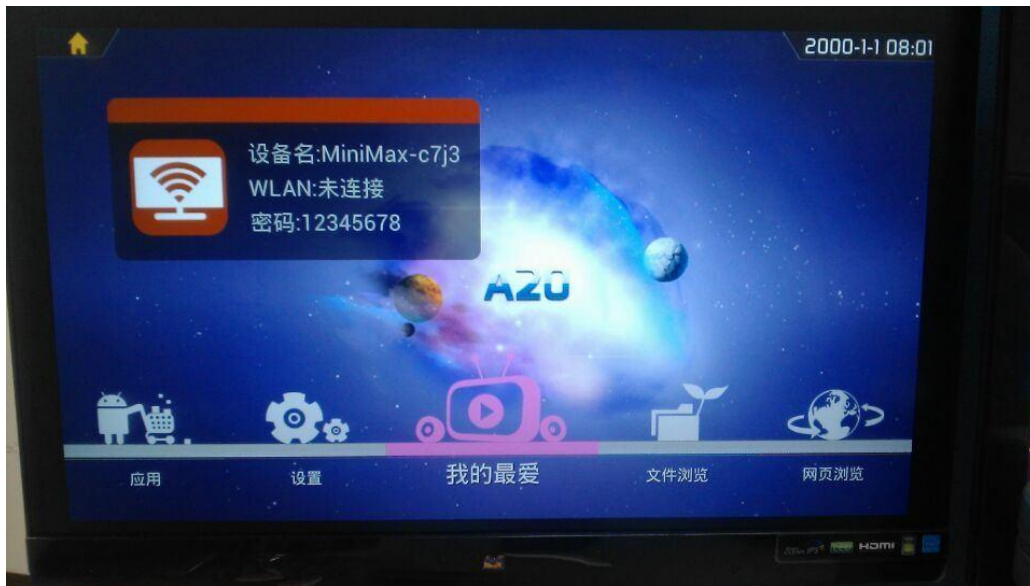 2000-1-1 08:01
设备名:MiniMax-c7j3
WLAN:未连接
密码:12345678
A20
应用
设置
我的最爱
文件浏览
网页浏览
HDMI